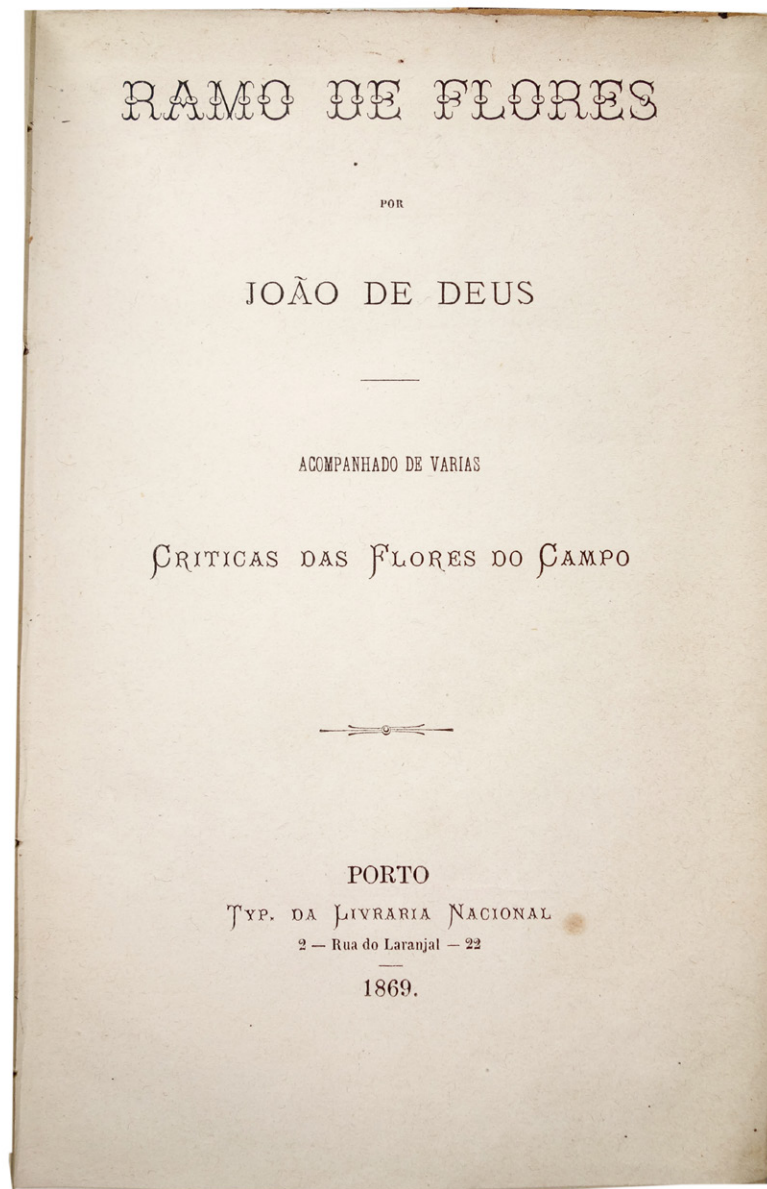 RAMO DE FLORES
POR
JOÃO DE DEUS
ACOMPANHADO DE VARIAS
CRITICAS DAS FLORES DO CAMPO
PORTO
TYP. DA LIVRARIA NACIONAL
2 — Rua do Laranjal — 22
1869.